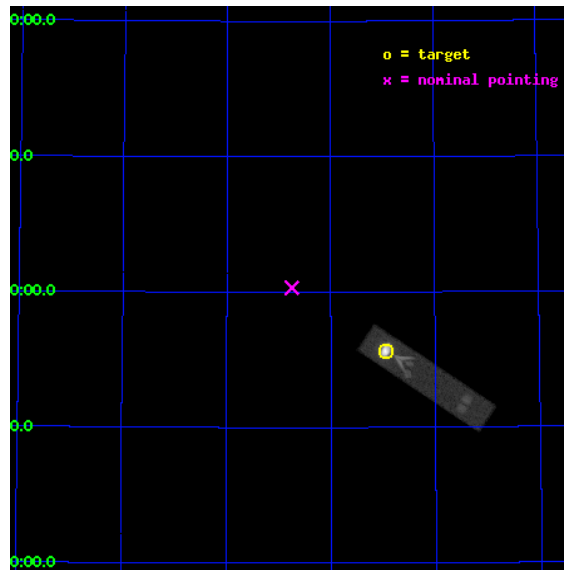 0:00.0
o = target
x = nominal pointing
0.0
0:00.0
0.0
0:00.0